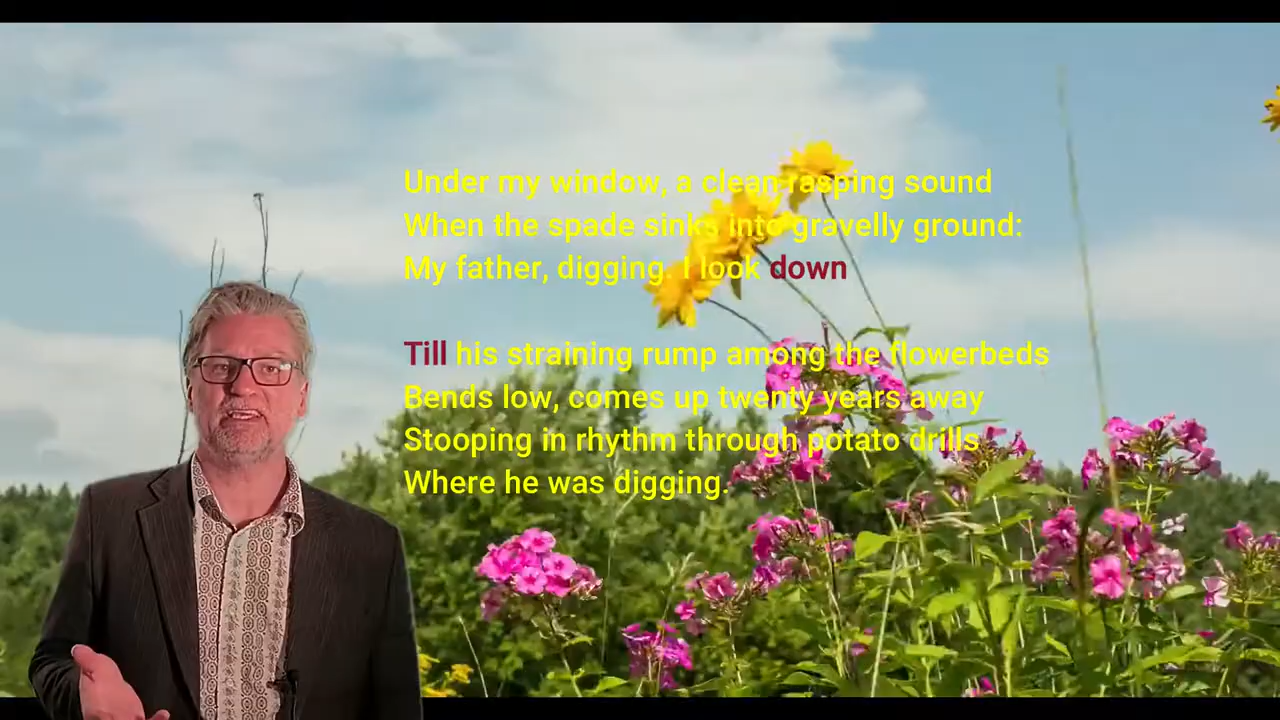 Under my window, a clean rasping sound
When the spade sinks into gravelly ground:
My father, digging. I look down
Till his straining rump among the flowerbeds
Bends low, comes up twenty years away
Stooping in rhythm through potato drills
Where he was digging.